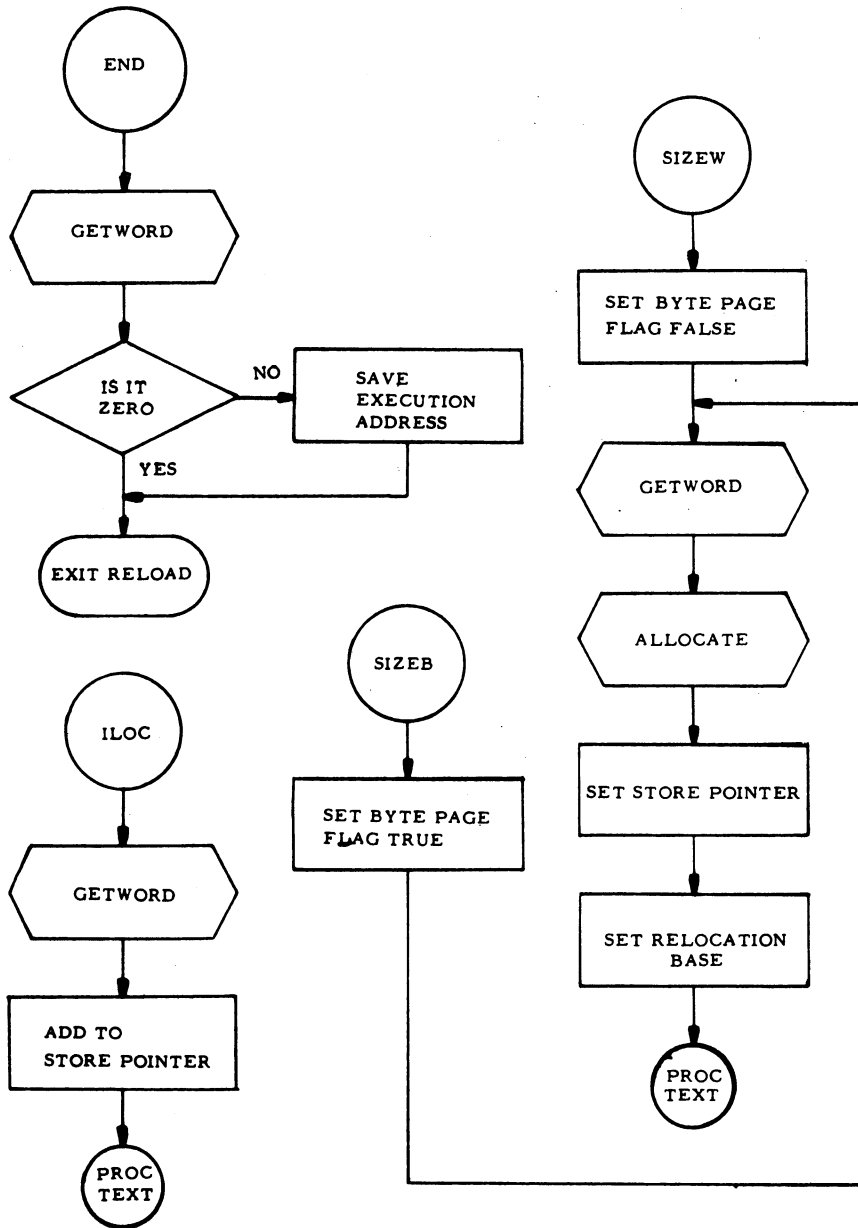 END
GETWORD
IS IT
ZERO
NO
SAVE
EXECUTION
ADDRESS
YES
EXIT RELOAD
ILOC
GETWORD
ADD TO
STORE POINTER
PROC
TEXT
SIZEB
SET BYTE PAGE
FLAG TRUE
SIZEW
SET BYTE PAGE
FLAG FALSE
GETWORD
ALLOCATE
SET STORE POINTER
SET RELOCATION
BASE
PROC
TEXT